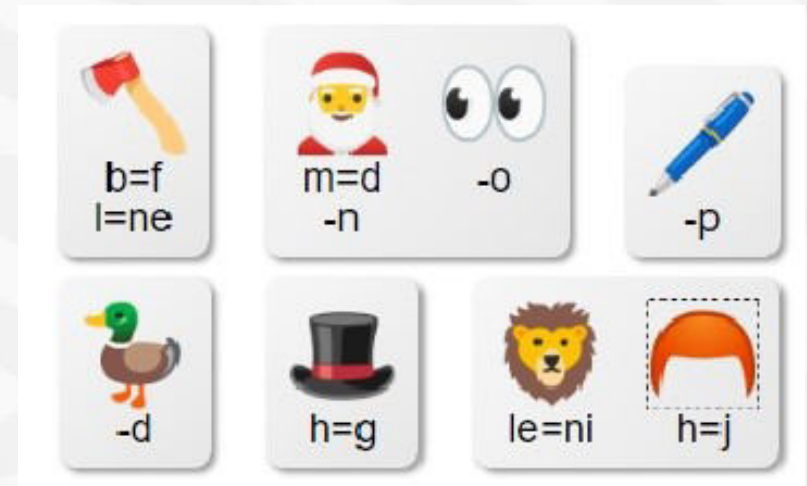 b=f
l=ne
m=d
-n
-o
-p
-d
h=g
le=ni
h=j